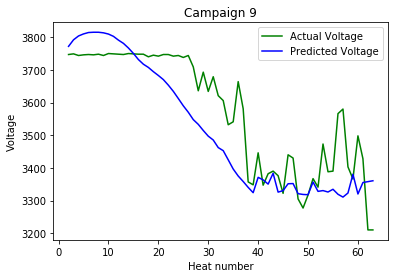 Campaign 9
Actual Voltage
Predicted Voltage
Voltage
3800
3700
3600
3500
3400
3300
3200
0 10 20 30 40 50 60
Heat number